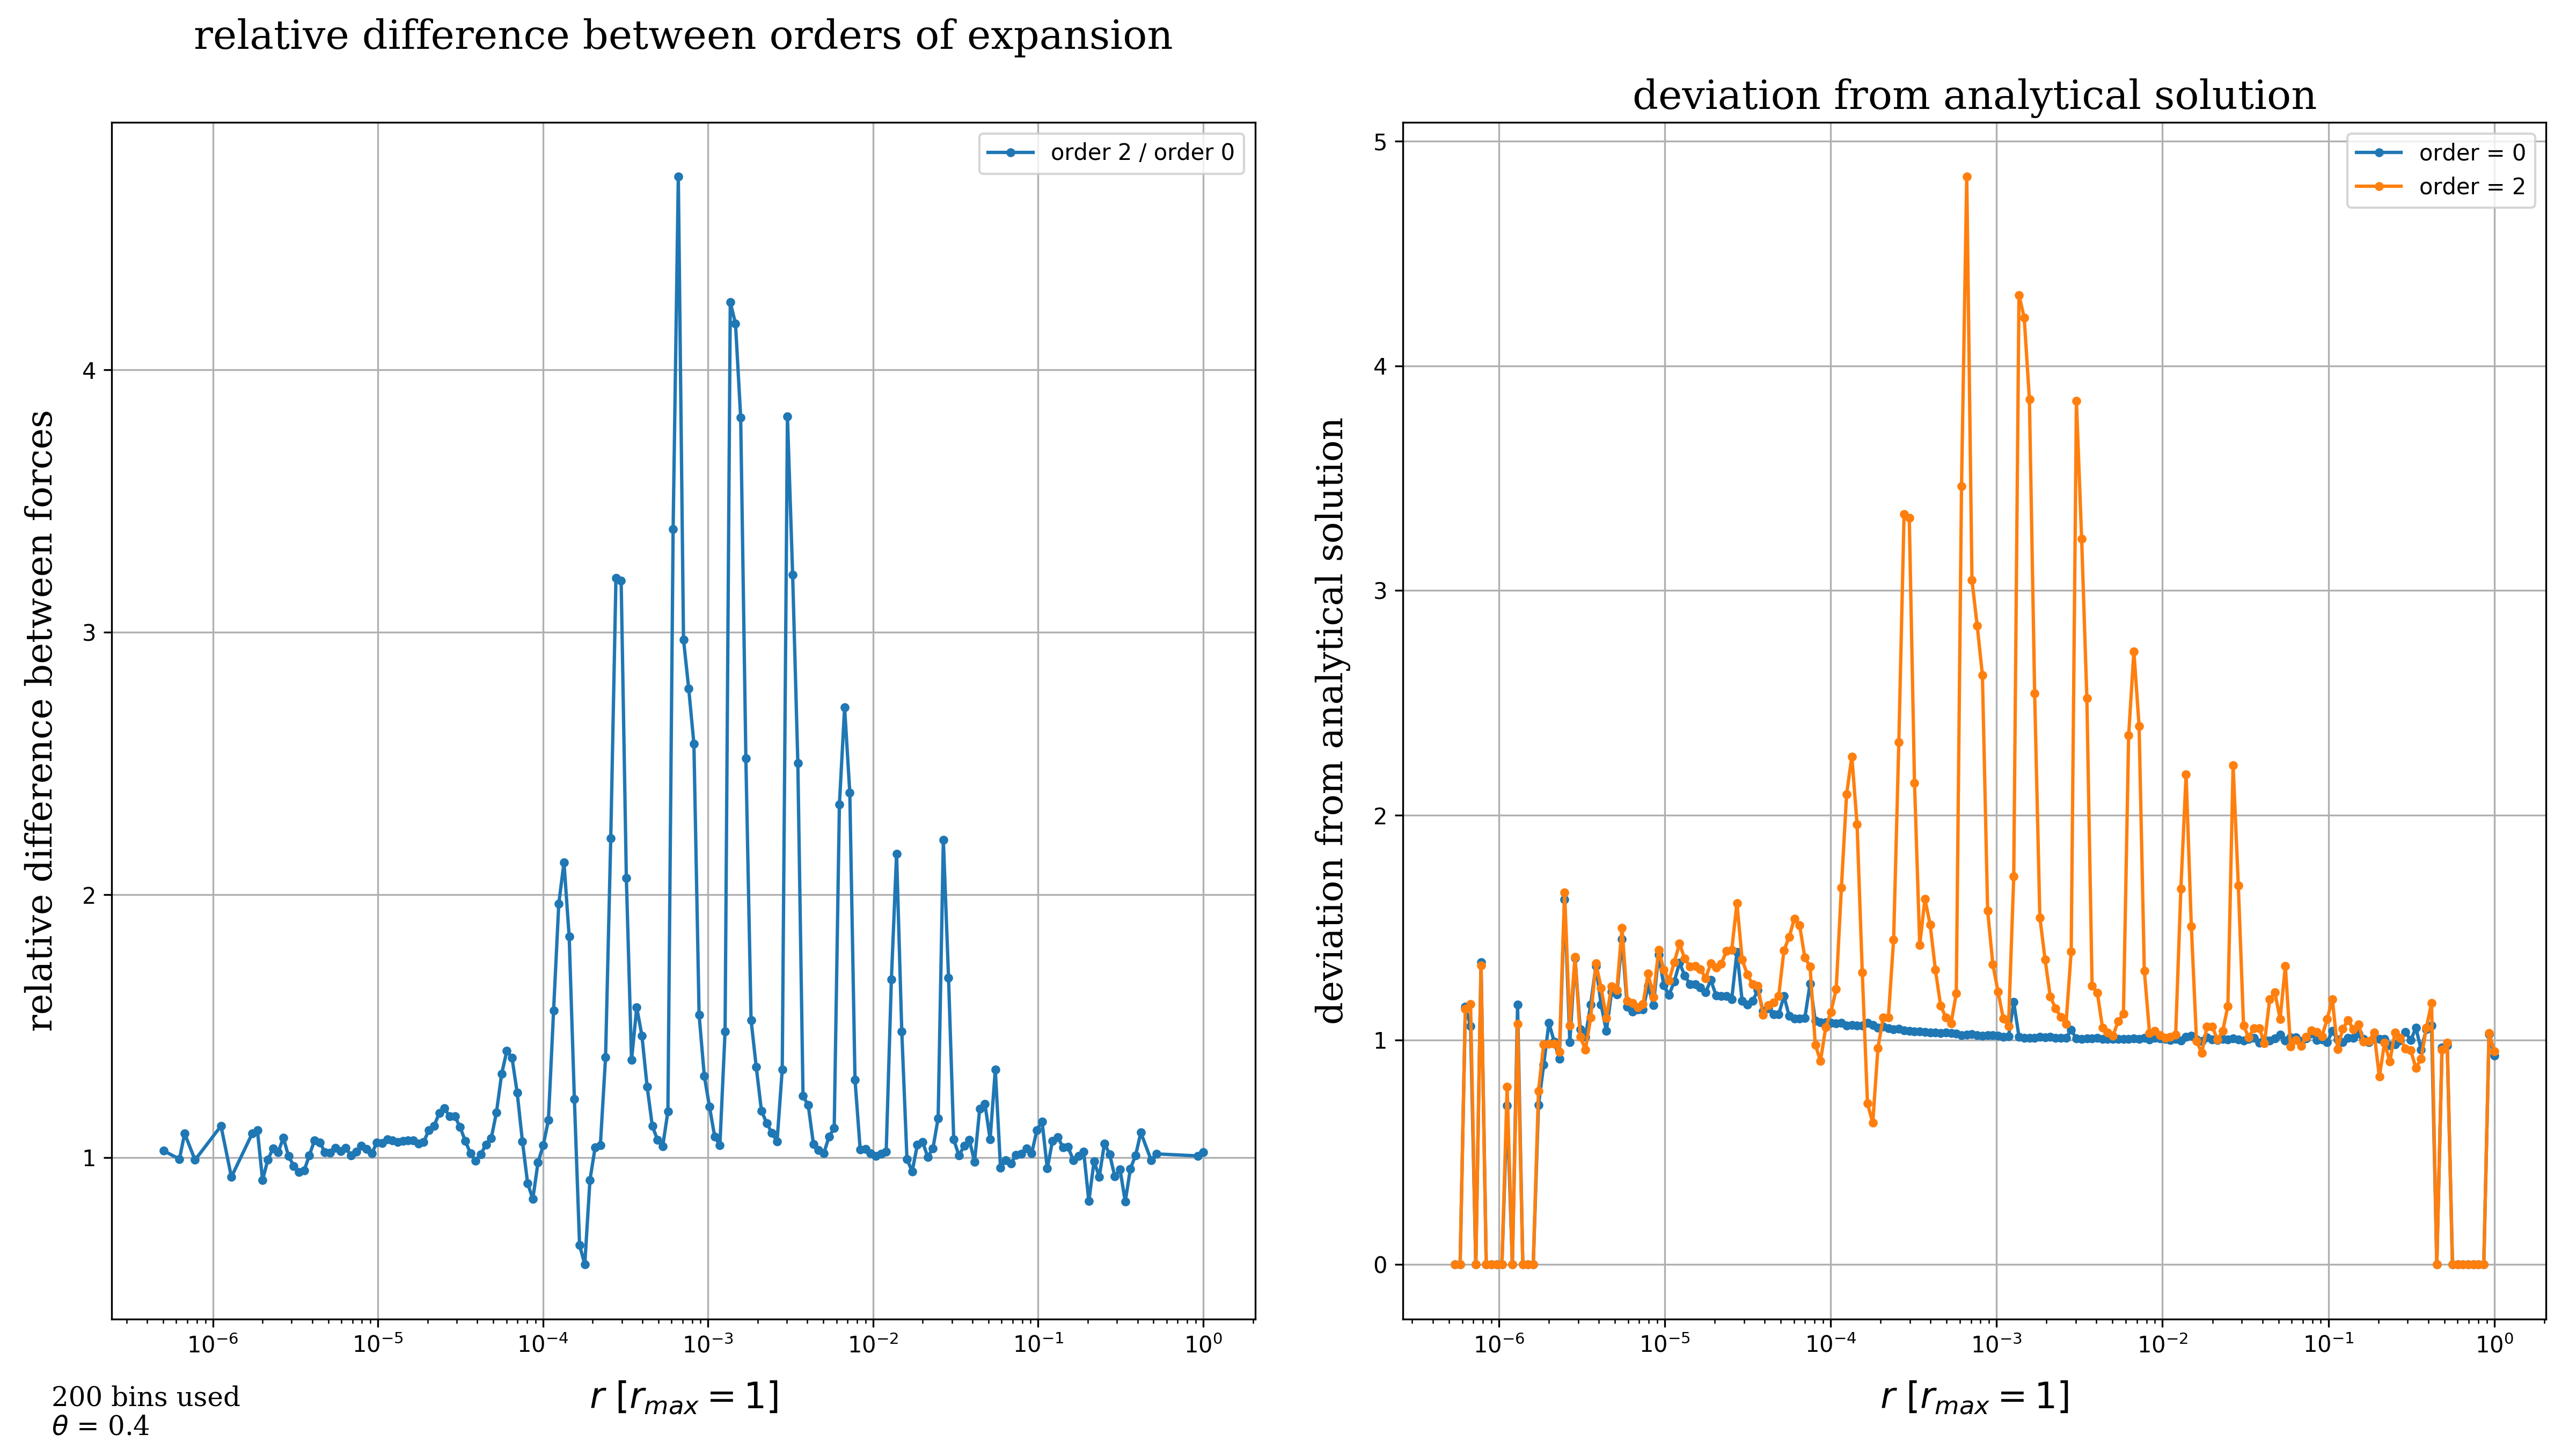 relative difference between orders of expansion
order 2 / order 0
relative difference between forces
4
3
2
1
10⁻⁶ 10⁻⁵ 10⁻⁴ 10⁻³ 10⁻² 10⁻¹ 10⁰
r [r_max = 1]
200 bins used
θ = 0.4
deviation from analytical solution
order = 0
order = 2
deviation from analytical solution
5
4
3
2
1
0
10⁻⁶ 10⁻⁵ 10⁻⁴ 10⁻³ 10⁻² 10⁻¹ 10⁰
r [r_max = 1]